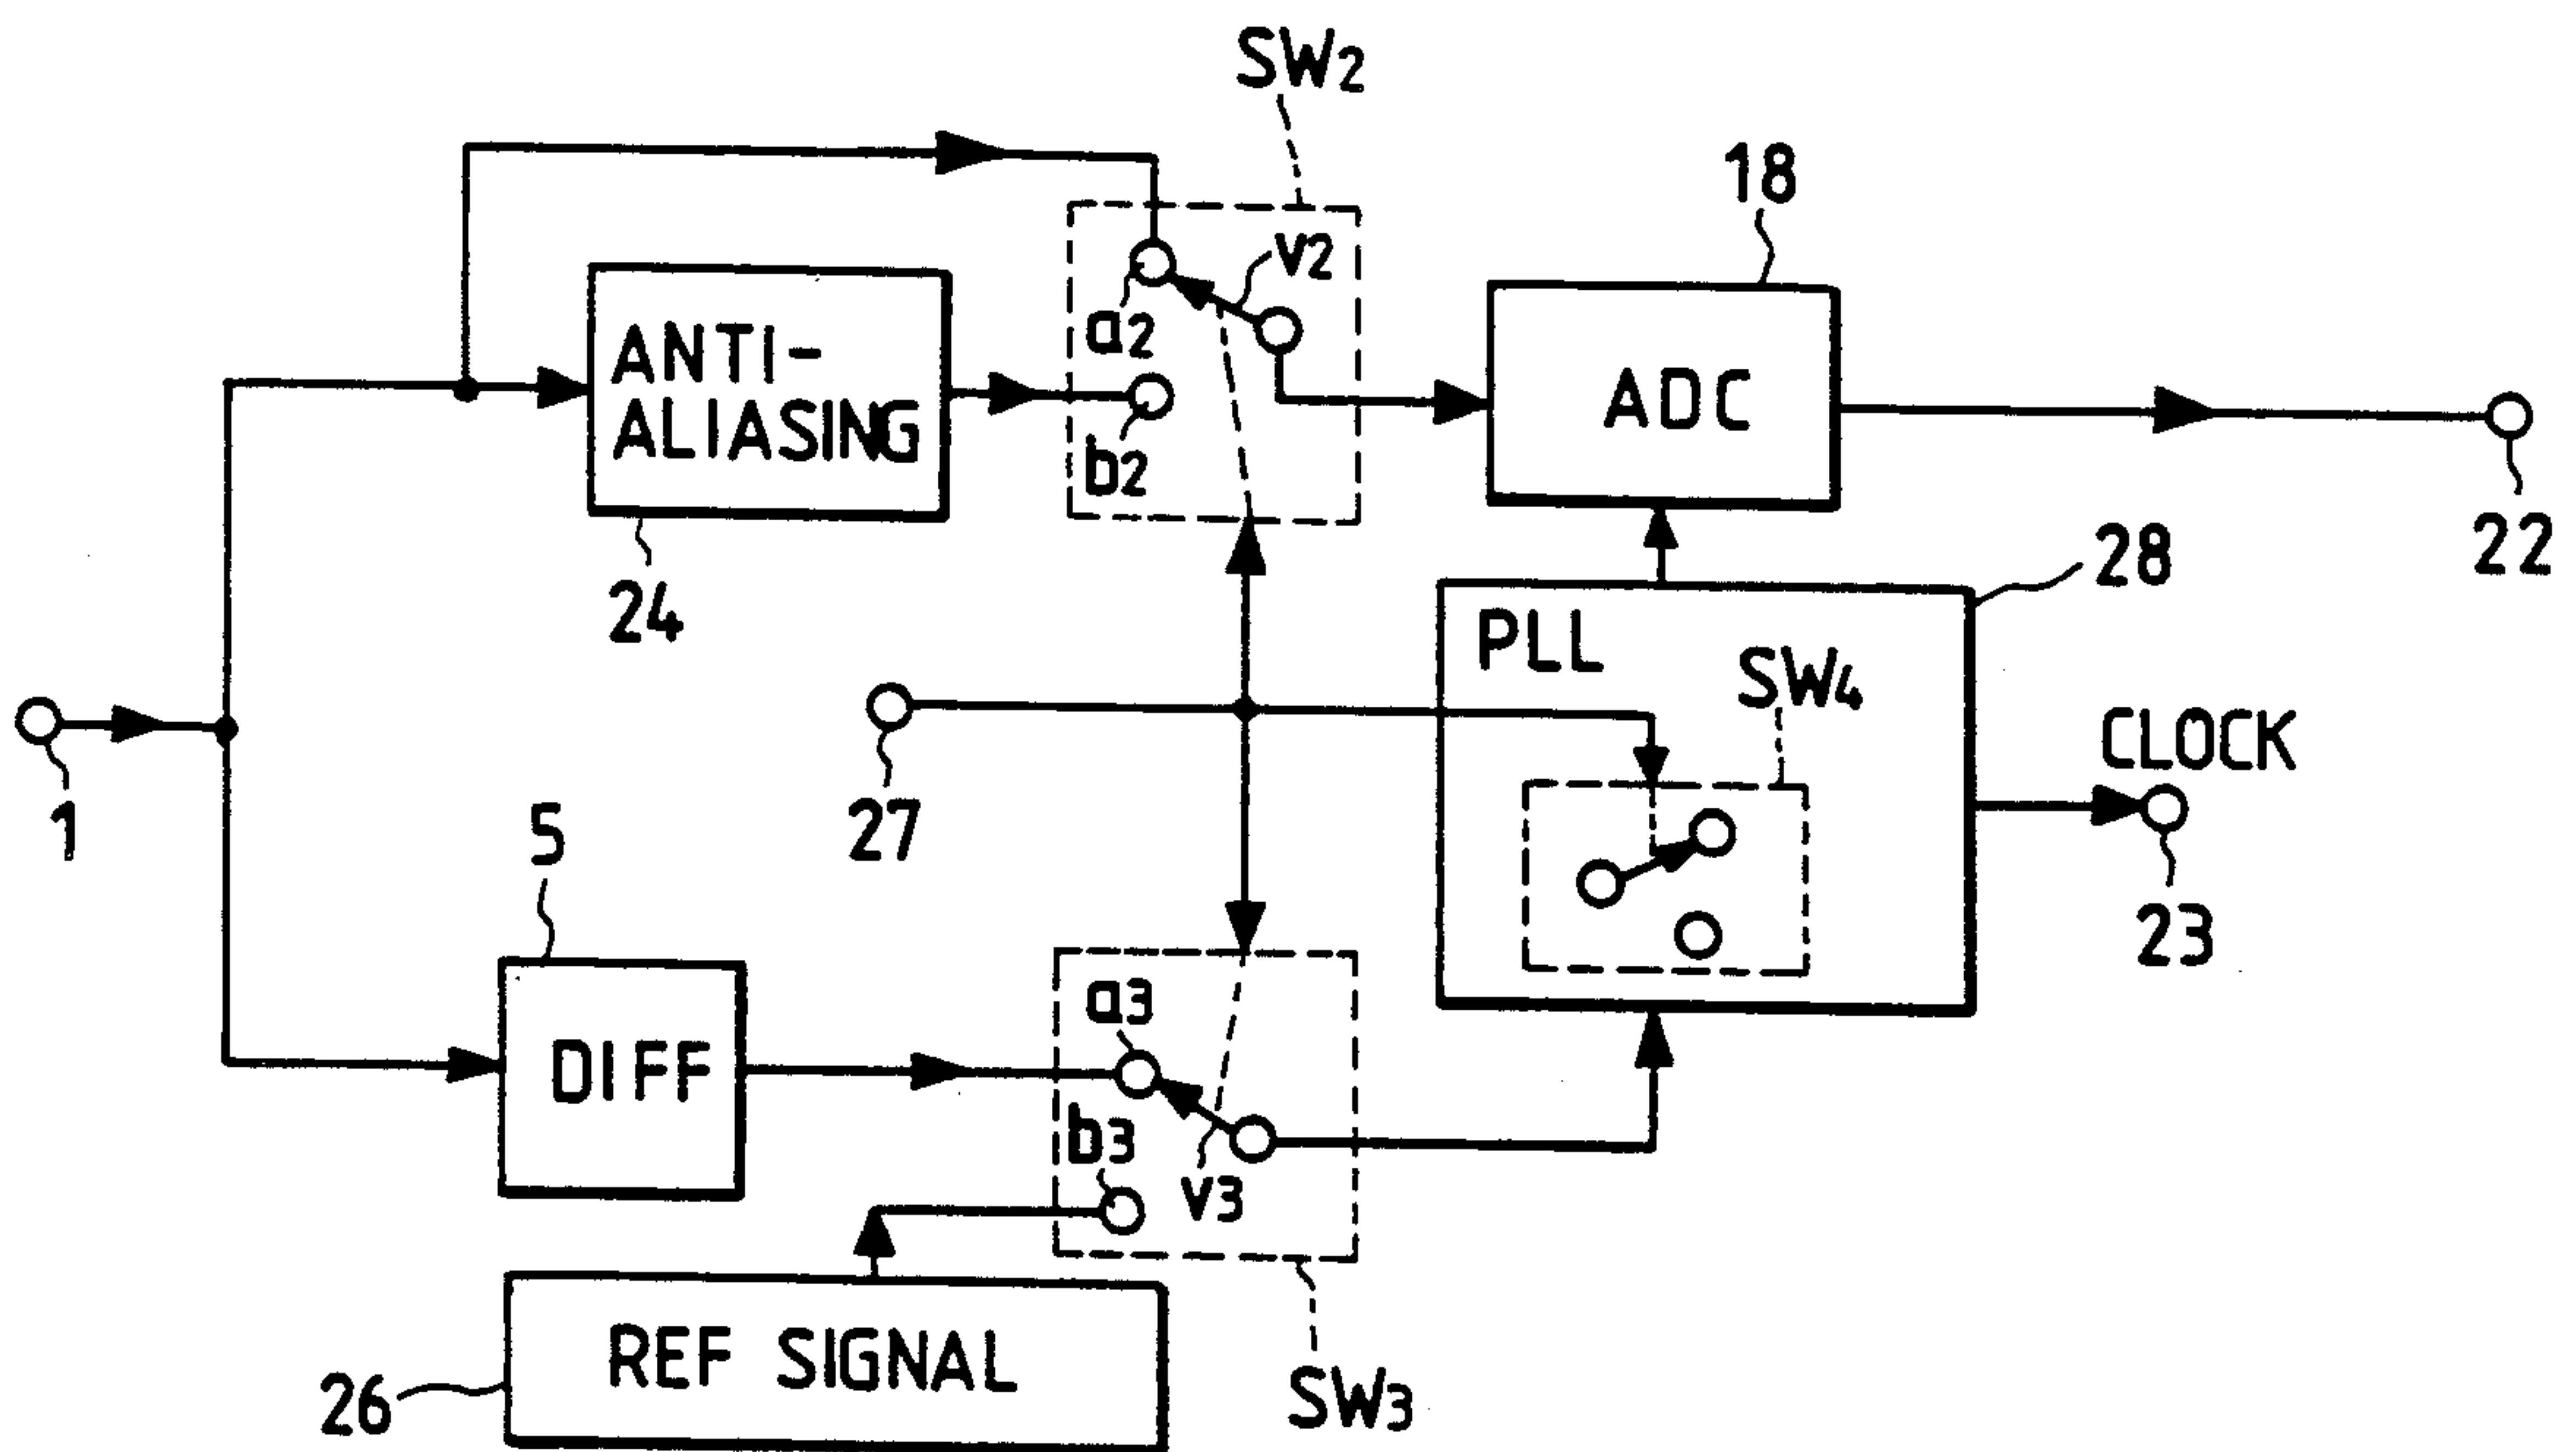 SW2
18
v2
a2
ANTI-
ALIASING
ADC
b2
22
28
24
PLL
SW4
CLOCK
1
27
5
23
a3
DIFF
b3
v3
REF SIGNAL
26
SW3